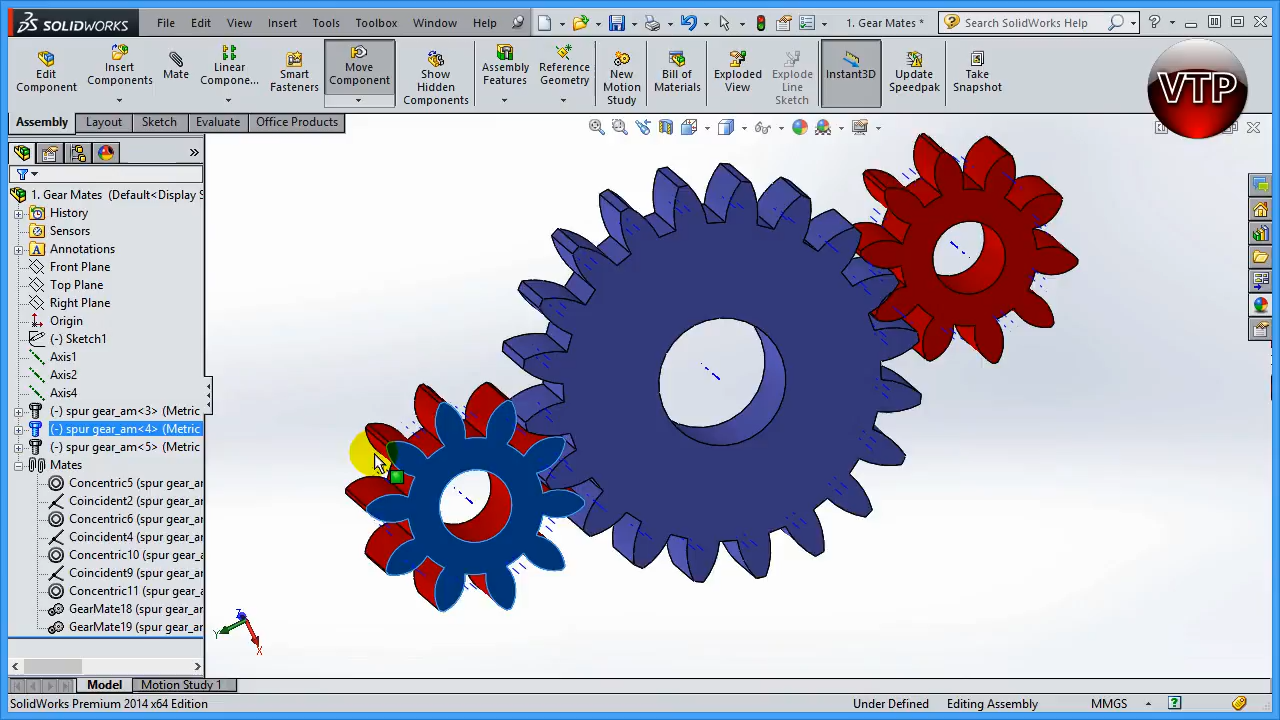 SOLIDWORKS File Edit View Insert Tools Toolbox Window Help 1. Gear Mates * Search SolidWorks Help
Edit Component
Insert Components
Mate
Linear Compone...
Smart Fasteners
Move Component
Show Hidden Components
Assembly Features
Reference Geometry
New Motion Study
Bill of Materials
Exploded View
Explode Line Sketch
Instant3D
Update Speedpak
Take Snapshot
VTP
Assembly Layout Sketch Evaluate Office Products
1. Gear Mates (Default<Display S
History
Sensors
Annotations
Front Plane
Top Plane
Right Plane
Origin
(-) Sketch1
Axis1
Axis2
Axis4
(-) spur gear_am<3> (Metric
(-) spur gear_am<4> (Metric
(-) spur gear_am<5> (Metric
Mates
Concentric5 (spur gear_ar
Coincident2 (spur gear_ar
Concentric6 (spur gear_ar
Coincident4 (spur gear_ar
Concentric10 (spur gear_a
Coincident9 (spur gear_ar
Concentric11 (spur gear_a
GearMate18 (spur gear_ar
GearMate19 (spur gear_ar
Z
Y
X
Model Motion Study 1
SolidWorks Premium 2014 x64 Edition Under Defined Editing Assembly MMGS